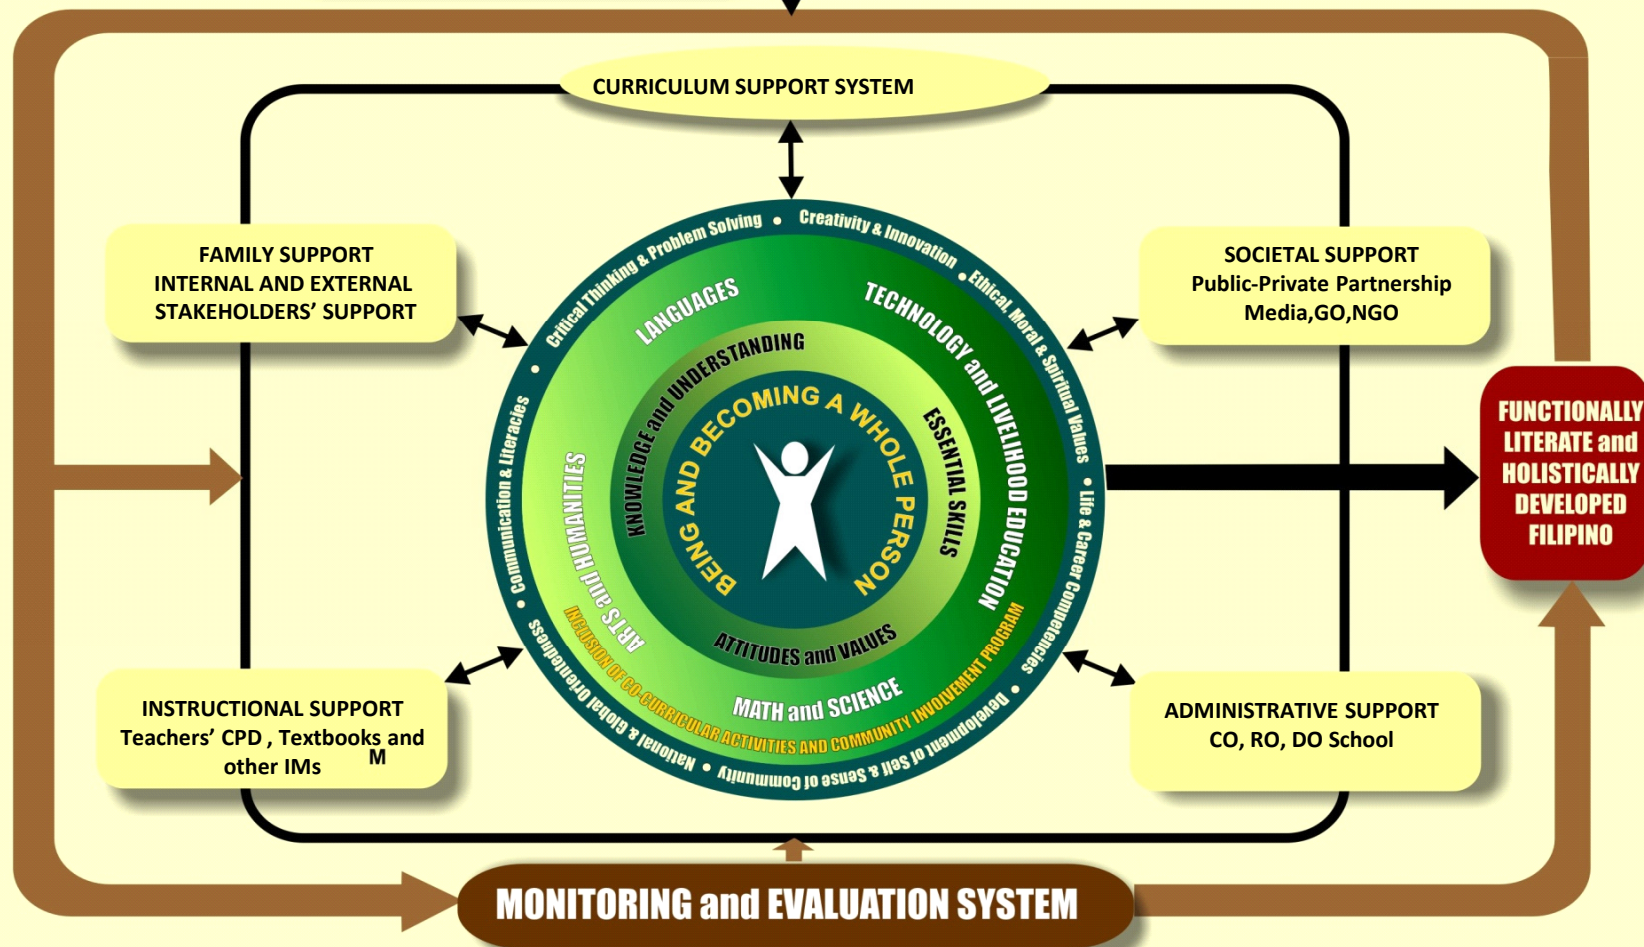 CURRICULUM SUPPORT SYSTEM
FAMILY SUPPORT
INTERNAL AND EXTERNAL
STAKEHOLDERS’ SUPPORT
SOCIETAL SUPPORT
Public-Private Partnership
Media,GO,NGO
• Critical Thinking & Problem Solving • Creativity & Innovation • Ethical, Moral & Spiritual Values • Life & Career Competencies • Development of Self & Sense of Community • National & Global Orientedness • Communication & Literacies
LANGUAGES
TECHNOLOGY and LIVELIHOOD EDUCATION
ARTS and HUMANITIES
MATH and SCIENCE
INCLUSION OF CO-CURRICULAR ACTIVITIES AND COMMUNITY INVOLVEMENT PROGRAM
KNOWLEDGE and UNDERSTANDING
ESSENTIAL SKILLS
ATTITUDES and VALUES
BEING AND BECOMING A WHOLE PERSON
FUNCTIONALLY
LITERATE and
HOLISTICALLY
DEVELOPED
FILIPINO
INSTRUCTIONAL SUPPORT
Teachers’ CPD , Textbooks and
other IMs M
ADMINISTRATIVE SUPPORT
CO, RO, DO School
MONITORING and EVALUATION SYSTEM